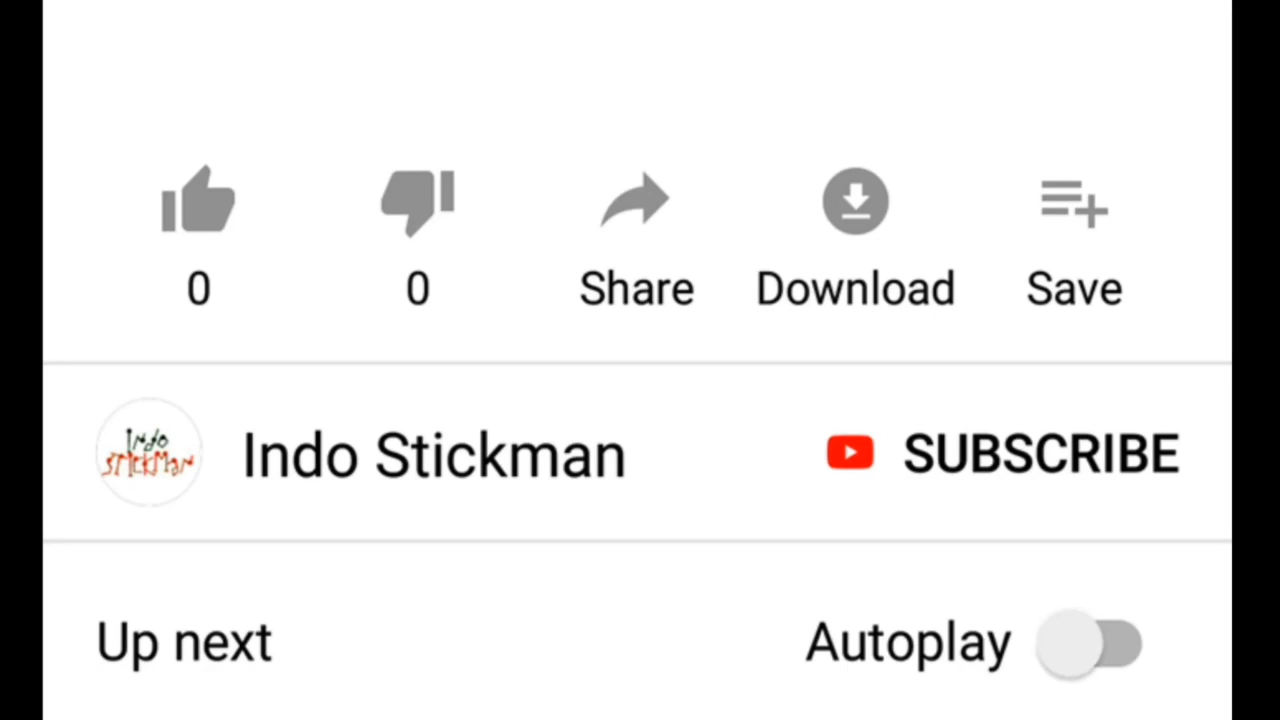 0 0 Share Download Save
Indo
Stickman
Indo Stickman SUBSCRIBE
Up next Autoplay